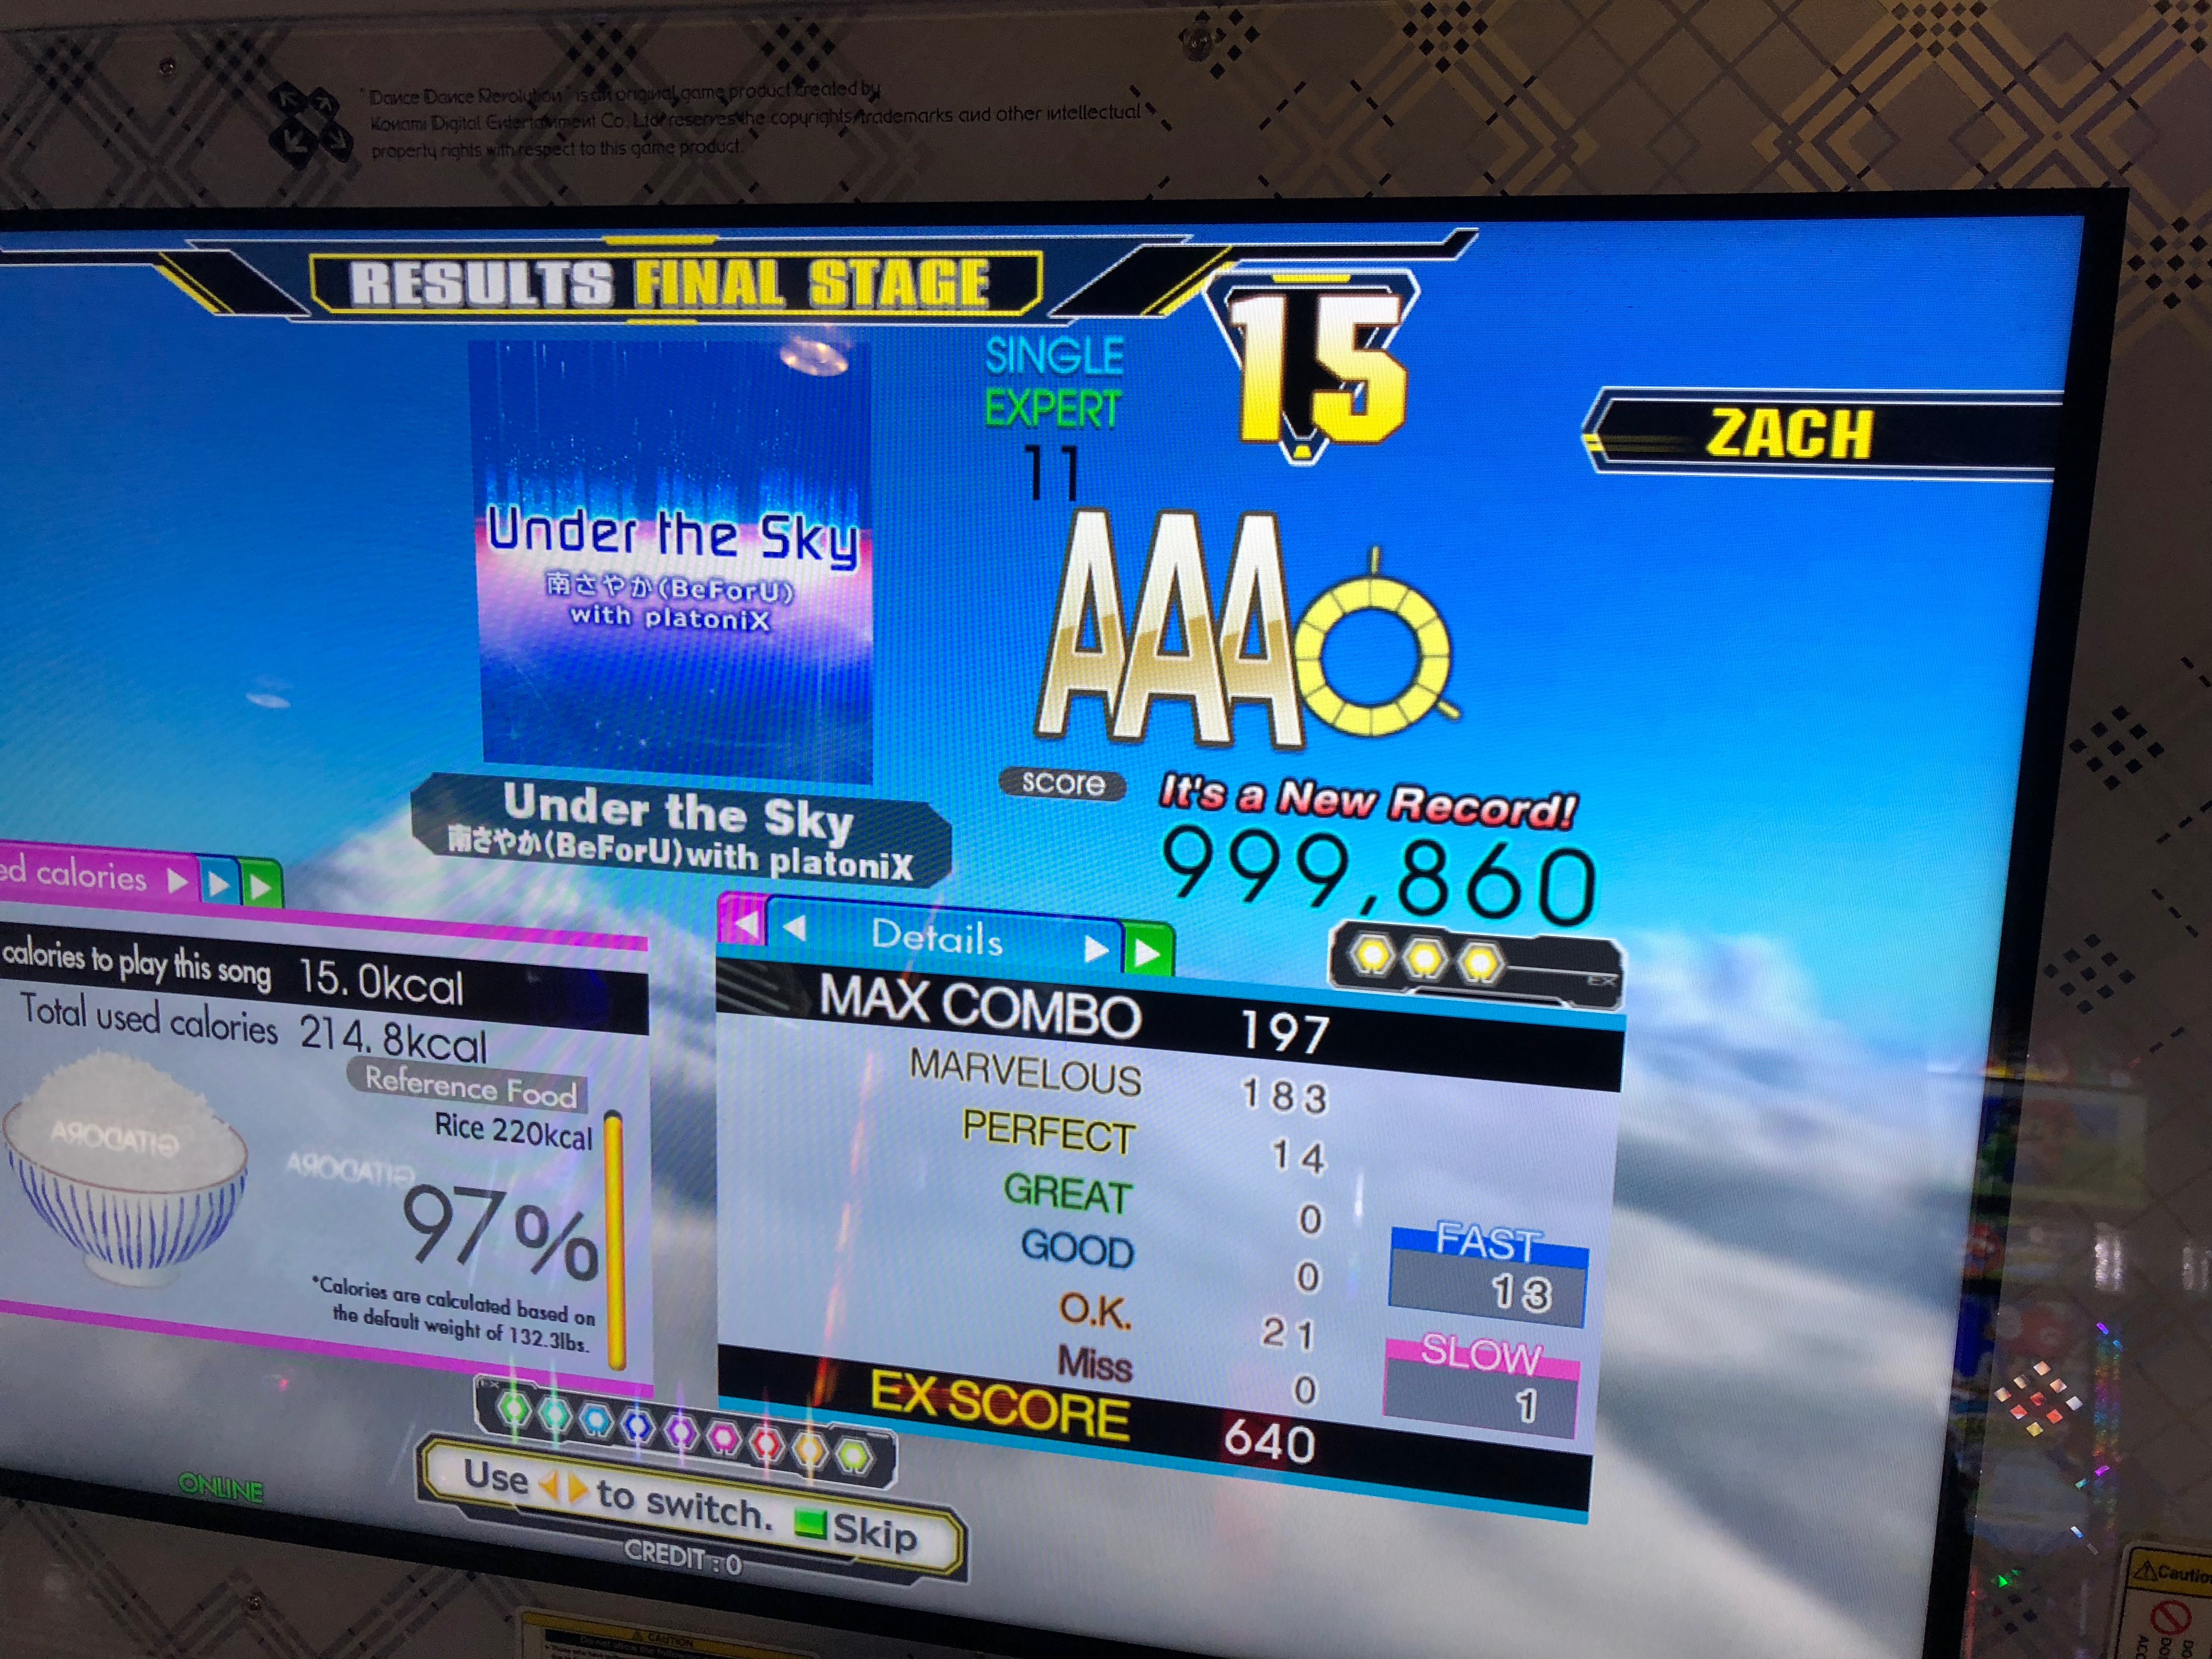 "Dance Dance Revolution" is an original game product created by
Konami Digital Entertainment Co., Ltd. reserves the copyrights, trademarks and other intellectual
property rights with respect to this game product.
RESULTS FINAL STAGE
15
SINGLE
EXPERT
11
ZACH
Under the Sky
南さやか(BeForU)
with platoniX
AAA
Under the Sky
南さやか(BeForU)with platoniX
score
It's a New Record!
999,860
EX
calories
calories to play this song 15.0kcal
Total used calories 214.8kcal
Reference Food
Rice 220kcal
GITADORA
GITADORA
97%
*Calories are calculated based on
the default weight of 132.3lbs.
Details
MAX COMBO 197
MARVELOUS 183
PERFECT 14
GREAT 0
GOOD 0
O.K. 21
Miss 0
EX SCORE 640
FAST
13
SLOW
1
EX
Use to switch. Skip
ONLINE
CREDIT : 0
CAUTION
Caution